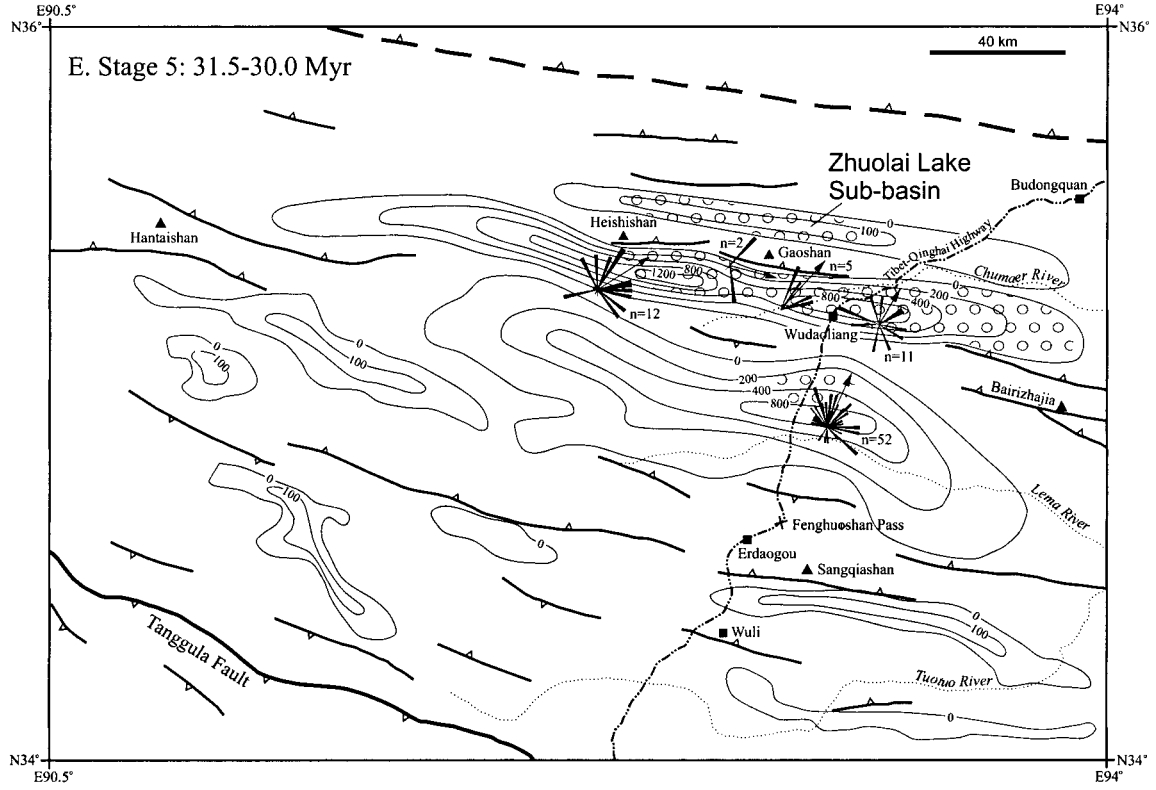 E90.5°
E94°
N36°
N36°
40 km
E. Stage 5: 31.5-30.0 Myr
Zhuolai Lake
Sub-basin
Budongquan
Tibet-Qinghai Highway
Hantaishan
Heishishan
0
100
n=2
Gaoshan
n=5
Chumaer River
1200
800
0
200
800
400
n=12
Wudaoliang
n=11
0
100
0
100
0
200
400
800
Bairizhajia
n=52
0
100
Lema River
0
Fenghuoshan Pass
Erdaogou
Sangqiashan
0
100
Wuli
Tanggula Fault
Tuotuo River
0
N34°
N34°
E90.5°
E94°